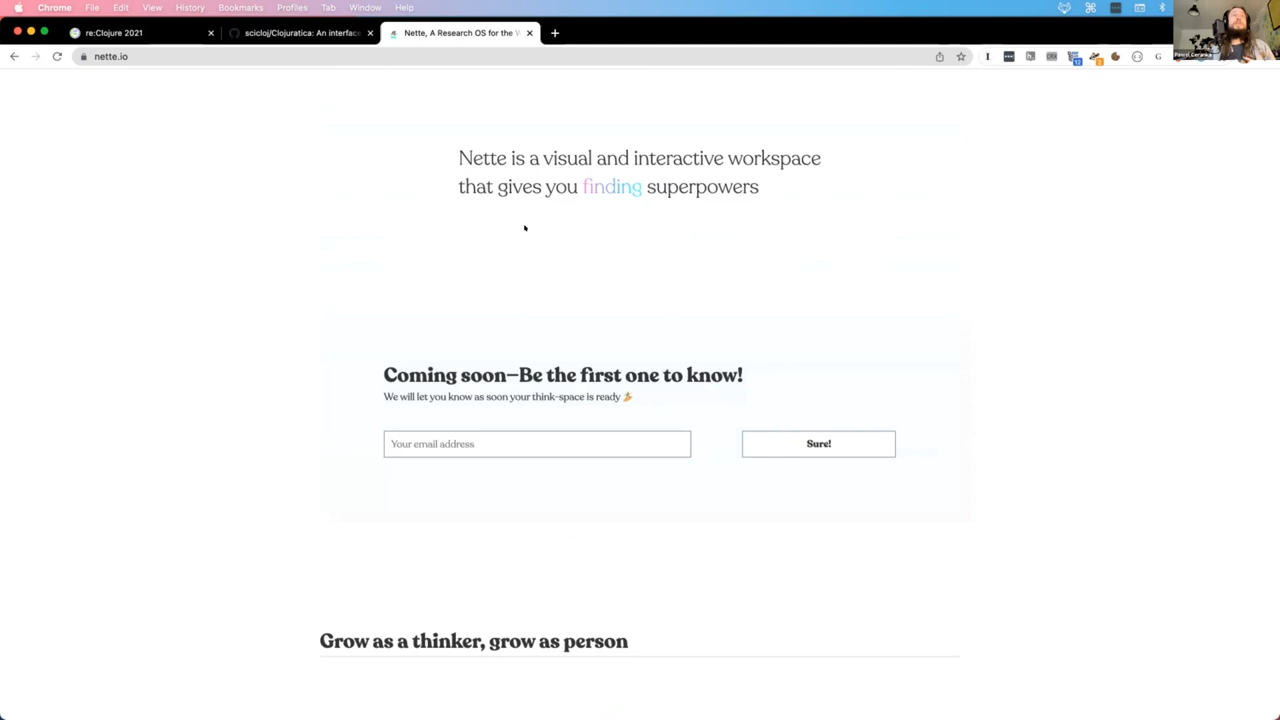 Chrome File Edit View History Bookmarks Profiles Tab Window Help
re:Clojure 2021
scicloj/Clojuratica: An interface
Nette, A Research OS for the W
nette.io
Nette is a visual and interactive workspace
that gives you finding superpowers
Coming soon—Be the first one to know!
We will let you know as soon your think-space is ready
Your email address
Sure!
Grow as a thinker, grow as person